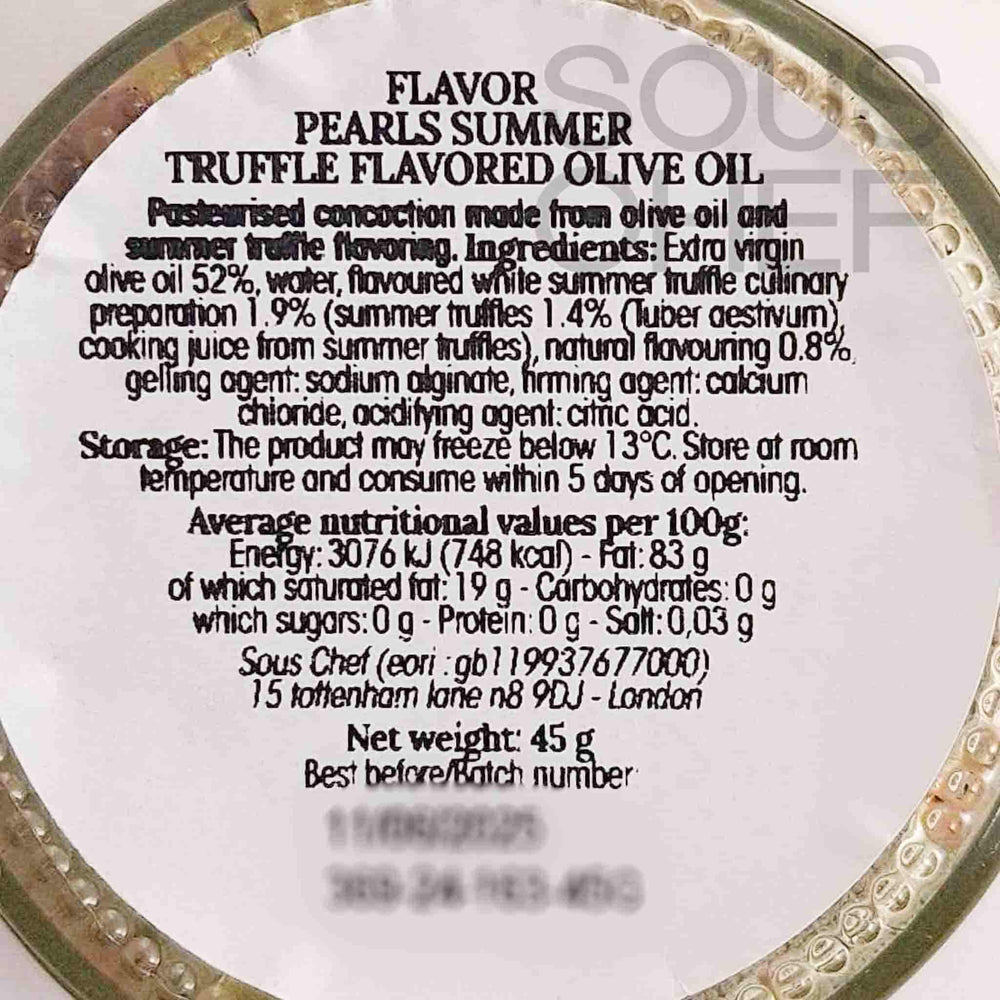 SOUS
CHEF
FLAVOR
PEARLS SUMMER
TRUFFLE FLAVORED OLIVE OIL
Pasteurised concoction made from olive oil and
summer truffle flavoring. Ingredients: Extra virgin
olive oil 52%, water, flavoured white summer truffle culinary
preparation 1.9% (summer truffles 1.4% (Tuber aestivum),
cooking juice from summer truffles), natural flavouring 0.8%,
gelling agent: sodium alginate, firming agent: calcium
chloride, acidifying agent: citric acid.
Storage: The product may freeze below 13°C. Store at room
temperature and consume within 5 days of opening.
Average nutritional values per 100g:
Energy: 3076 kJ (748 kcal) - Fat: 83 g
of which saturated fat: 19 g - Carbohydrates: 0 g
which sugars: 0 g - Protein: 0 g - Salt: 0,03 g
Sous Chef (eori : gb119937677000)
15 tottenham lane n8 9DJ - London
Net weight: 45 g
Best before/Batch number: